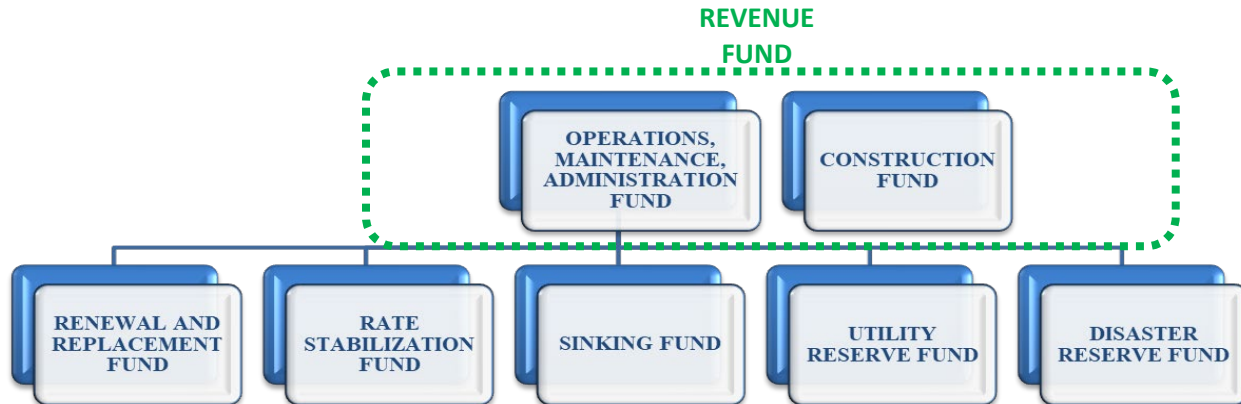 REVENUE
FUND
OPERATIONS,
MAINTENANCE,
ADMINISTRATION
FUND
CONSTRUCTION
FUND
RENEWAL AND
REPLACEMENT
FUND
RATE
STABILIZATION
FUND
SINKING FUND
UTILITY
RESERVE FUND
DISASTER
RESERVE FUND